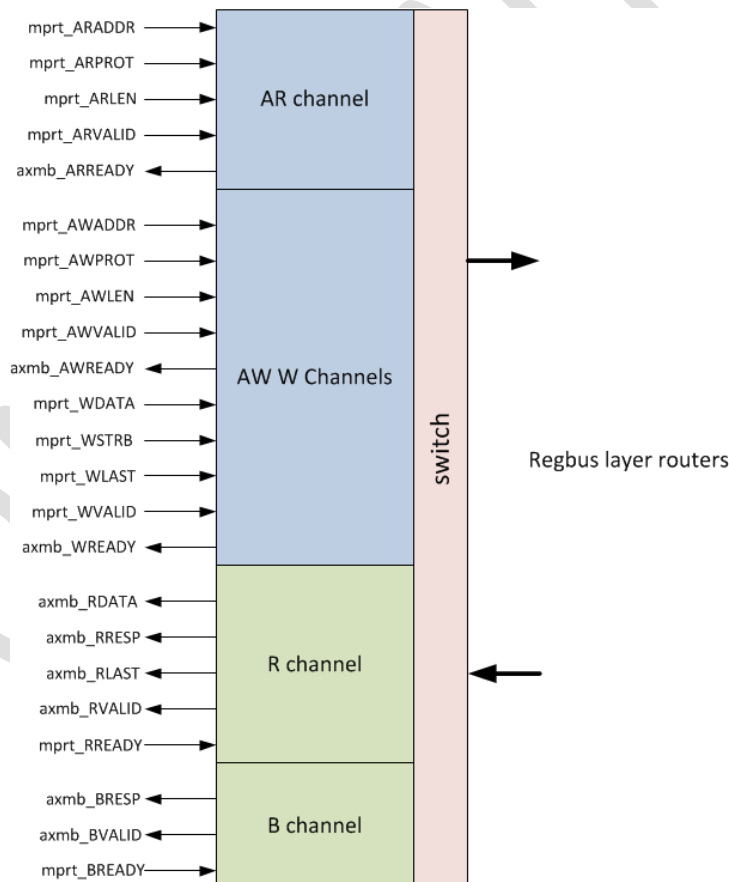 mprt_ARADDR
mprt_ARPROT
mprt_ARLEN
mprt_ARVALID
axmb_ARREADY
AR channel
mprt_AWADDR
mprt_AWPROT
mprt_AWLEN
mprt_AWVALID
axmb_AWREADY
mprt_WDATA
mprt_WSTRB
mprt_WLAST
mprt_WVALID
axmb_WREADY
AW W Channels
axmb_RDATA
axmb_RRESP
axmb_RLAST
axmb_RVALID
mprt_RREADY
R channel
axmb_BRESP
axmb_BVALID
mprt_BREADY
B channel
switch
Regbus layer routers